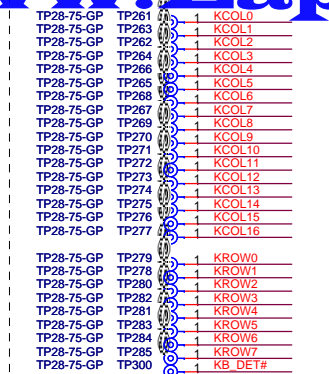 TP28-75-GP TP261 1 KCOL0
TP28-75-GP TP263 1 KCOL1
TP28-75-GP TP262 1 KCOL2
TP28-75-GP TP264 1 KCOL3
TP28-75-GP TP266 1 KCOL4
TP28-75-GP TP265 1 KCOL5
TP28-75-GP TP268 1 KCOL6
TP28-75-GP TP267 1 KCOL7
TP28-75-GP TP269 1 KCOL8
TP28-75-GP TP270 1 KCOL9
TP28-75-GP TP271 1 KCOL10
TP28-75-GP TP272 1 KCOL11
TP28-75-GP TP273 1 KCOL12
TP28-75-GP TP274 1 KCOL13
TP28-75-GP TP275 1 KCOL14
TP28-75-GP TP276 1 KCOL15
TP28-75-GP TP277 1 KCOL16
TP28-75-GP TP279 1 KROW0
TP28-75-GP TP278 1 KROW1
TP28-75-GP TP280 1 KROW2
TP28-75-GP TP282 1 KROW3
TP28-75-GP TP281 1 KROW4
TP28-75-GP TP283 1 KROW5
TP28-75-GP TP284 1 KROW6
TP28-75-GP TP285 1 KROW7
TP28-75-GP TP300 1 KB_DET#